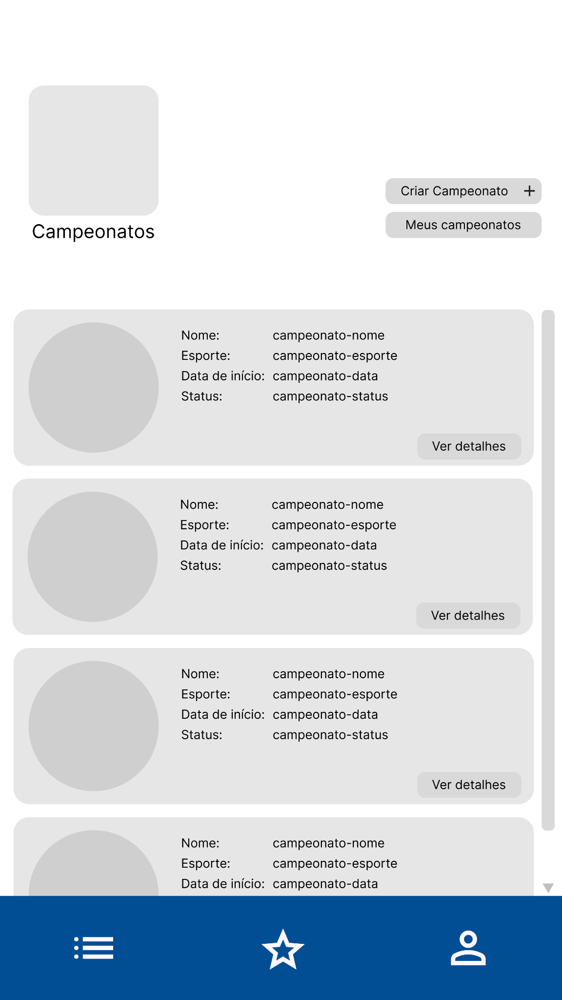 Criar Campeonato +
Meus campeonatos
Campeonatos
Nome: campeonato-nome
Esporte: campeonato-esporte
Data de início: campeonato-data
Status: campeonato-status
Ver detalhes
Nome: campeonato-nome
Esporte: campeonato-esporte
Data de início: campeonato-data
Status: campeonato-status
Ver detalhes
Nome: campeonato-nome
Esporte: campeonato-esporte
Data de início: campeonato-data
Status: campeonato-status
Ver detalhes
Nome: campeonato-nome
Esporte: campeonato-esporte
Data de início: campeonato-data